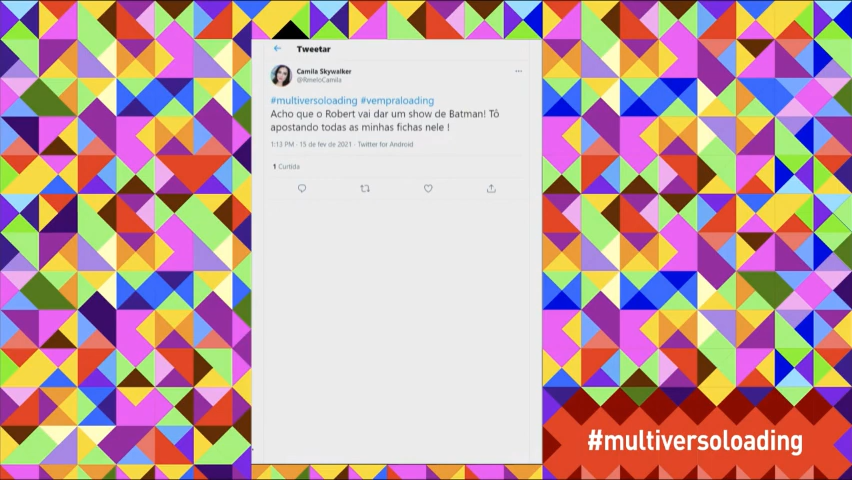 Tweetar
Camila Skywalker
@RmeloCamila
#multiversoloading #vempraloading
Acho que o Robert vai dar um show de Batman! Tô
apostando todas as minhas fichas nele !
1:13 PM · 15 de fev de 2021 · Twitter for Android
1 Curtida
#multiversoloading